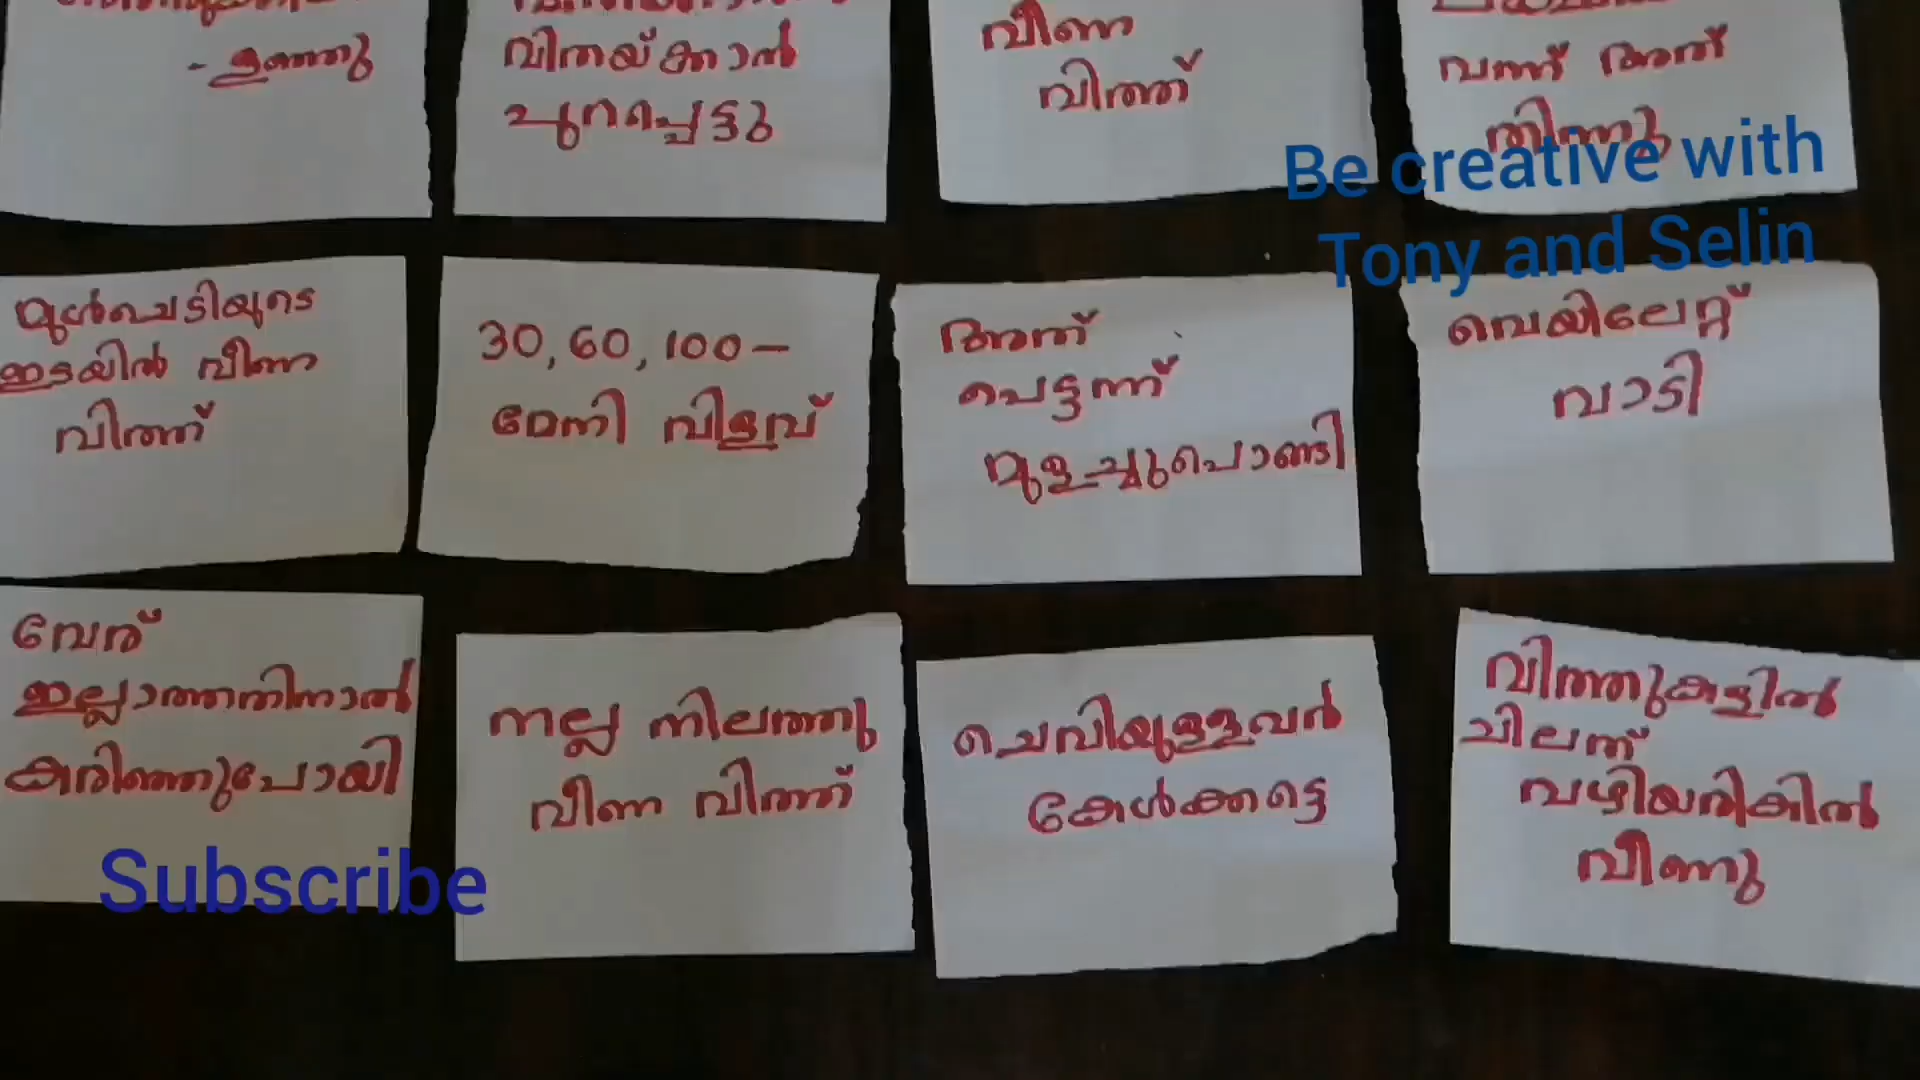 - ളഞ്ഞു
വിതയ്ക്കാൻ
പുറപ്പെട്ടു
വീണ
വിത്ത്
വന്ന് അത്
തിന്നു
Be creative with
Tony and Selin
മുൾചെടിയുടെ
ഇടയിൽ വീണ
വിത്ത്
30, 60, 100 –
മേനി വിളവ്
അത്
പെട്ടന്ന്
മുളച്ചുപൊങ്ങി
വെയിലേറ്റ്
വാടി
വേര്
ഇല്ലാത്തതിനാൽ
കരിഞ്ഞുപോയി
നല്ല നിലത്തു
വീണ വിത്ത്
ചെവിയുള്ളവർ
കേൾക്കട്ടെ
വിത്തുകളിൽ
ചിലത്
വഴിയരികിൽ
വീണു
Subscribe